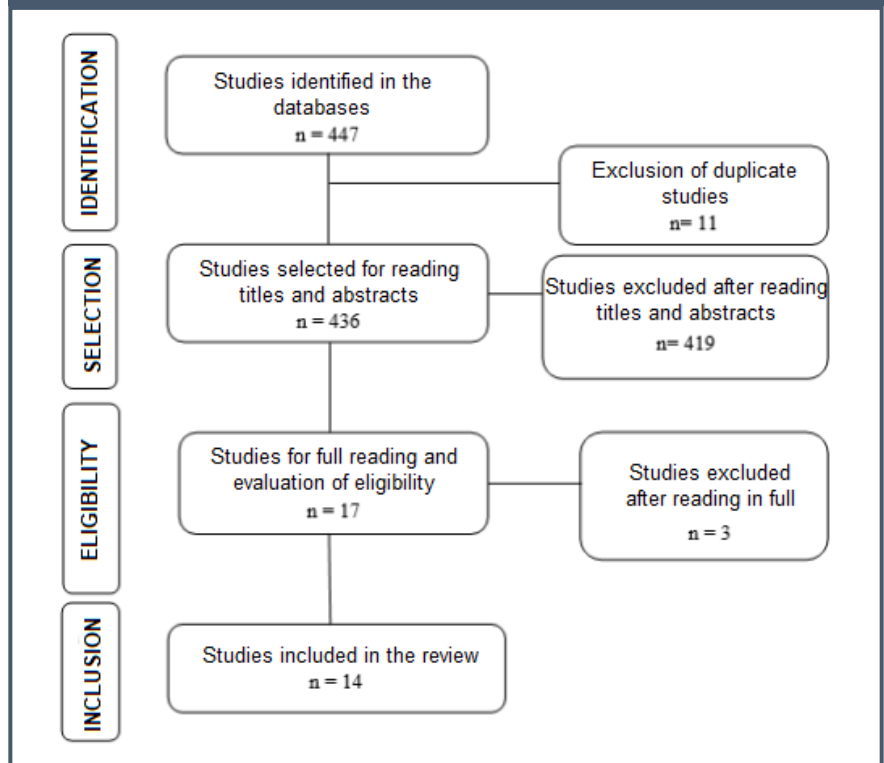 IDENTIFICATION
Studies identified in the
databases
n = 447
Exclusion of duplicate
studies
n= 11
SELECTION
Studies selected for reading
titles and abstracts
n = 436
Studies excluded after reading
titles and abstracts
n= 419
ELIGIBILITY
Studies for full reading and
evaluation of eligibility
n = 17
Studies excluded
after reading in full
n = 3
INCLUSION
Studies included in the review
n = 14